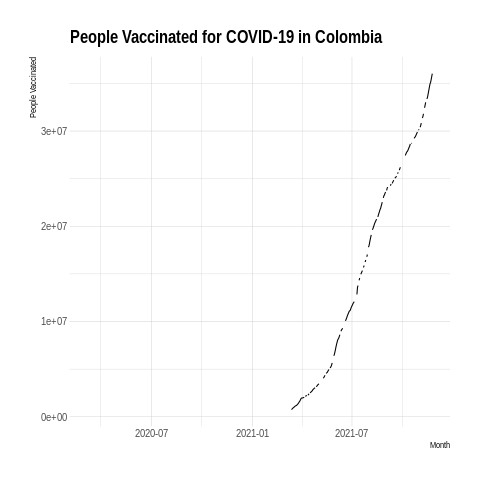 People Vaccinated for COVID-19 in Colombia
People Vaccinated
3e+07
2e+07
1e+07
0e+00
2020-07 2021-01 2021-07
Month